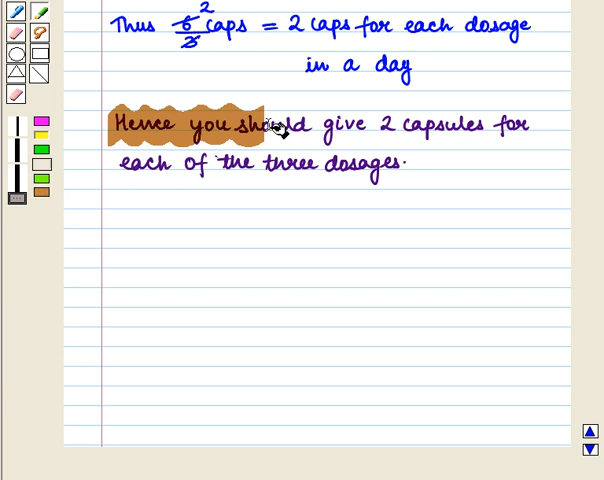 2
Thus 6/3 caps = 2 caps for each dosage
in a day
Hence you should give 2 capsules for
each of the three dosages.